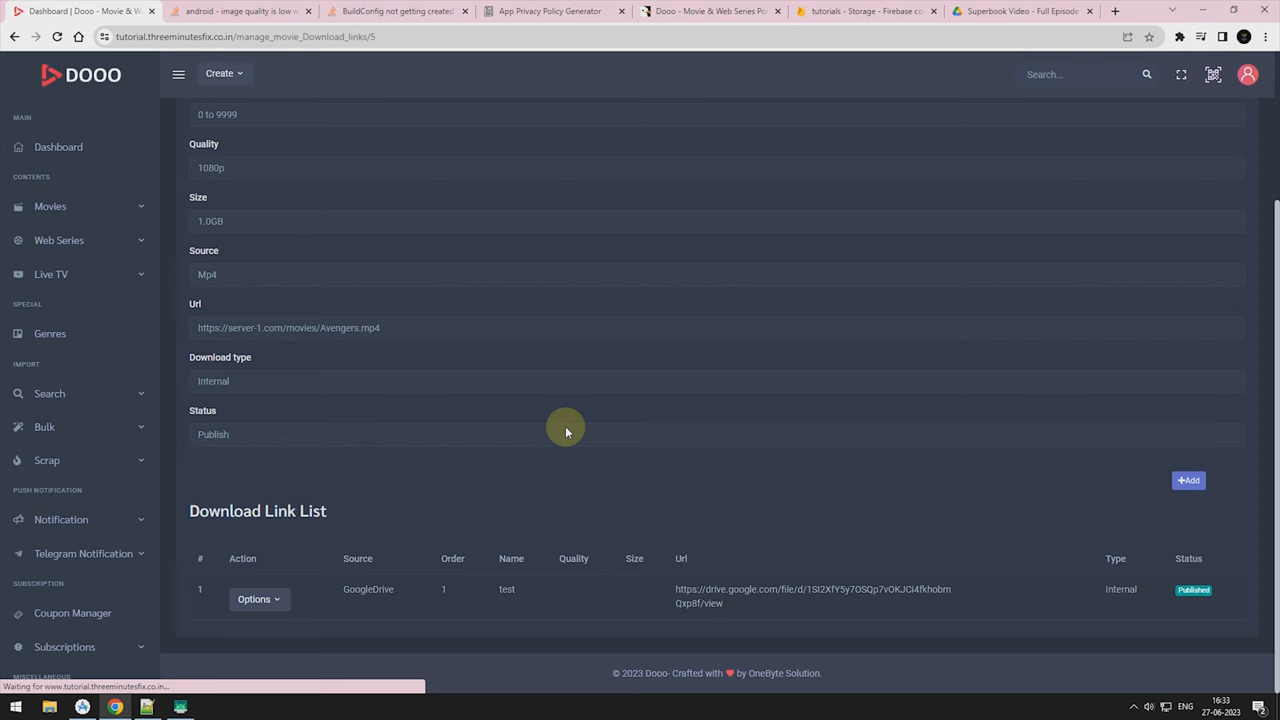 Dashboard | Dooo - Movie & W
android - image quality is low w
BuildConfig not getting created
App Privacy Policy Generator
Dooo - Movie & Web Series Por
tutorials - Storage - Firebase co
Superbook Video - Full Episode
tutorial.threeminutesfix.co.in/manage_movie_Download_links/5
DOOO
Create
Search...
MAIN
Dashboard
CONTENTS
Movies
Web Series
Live TV
SPECIAL
Genres
IMPORT
Search
Bulk
Scrap
PUSH NOTIFICATION
Notification
Telegram Notification
SUBSCRIPTION
Coupon Manager
Subscriptions
MISCELLANEOUS
0 to 9999
Quality
1080p
Size
1.0GB
Source
Mp4
Url
https://server-1.com/movies/Avengers.mp4
Download type
Internal
Status
Publish
+Add
Download Link List
# Action Source Order Name Quality Size Url Type Status
1 Options GoogleDrive 1 test https://drive.google.com/file/d/1SI2XfY5y7OSQp7vOKJCi4fkhobm Internal Published
Qxp8f/view
© 2023 Dooo- Crafted with ❤ by OneByte Solution.
Waiting for www.tutorial.threeminutesfix.co.in...
ENG
16:33
27-06-2023
2